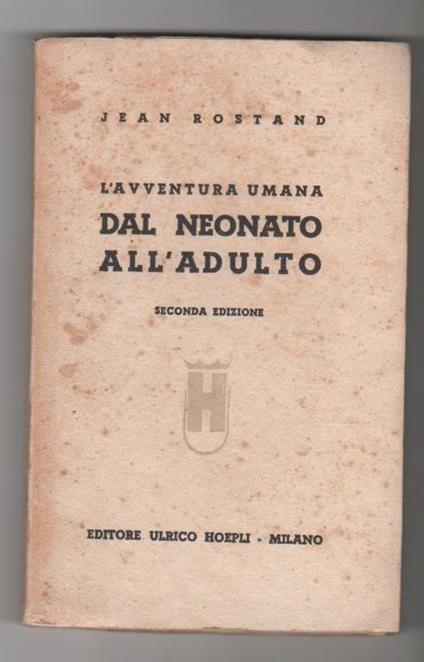 JEAN ROSTAND
L'AVVENTURA UMANA
DAL NEONATO
ALL'ADULTO
SECONDA EDIZIONE
H
EDITORE ULRICO HOEPLI - MILANO